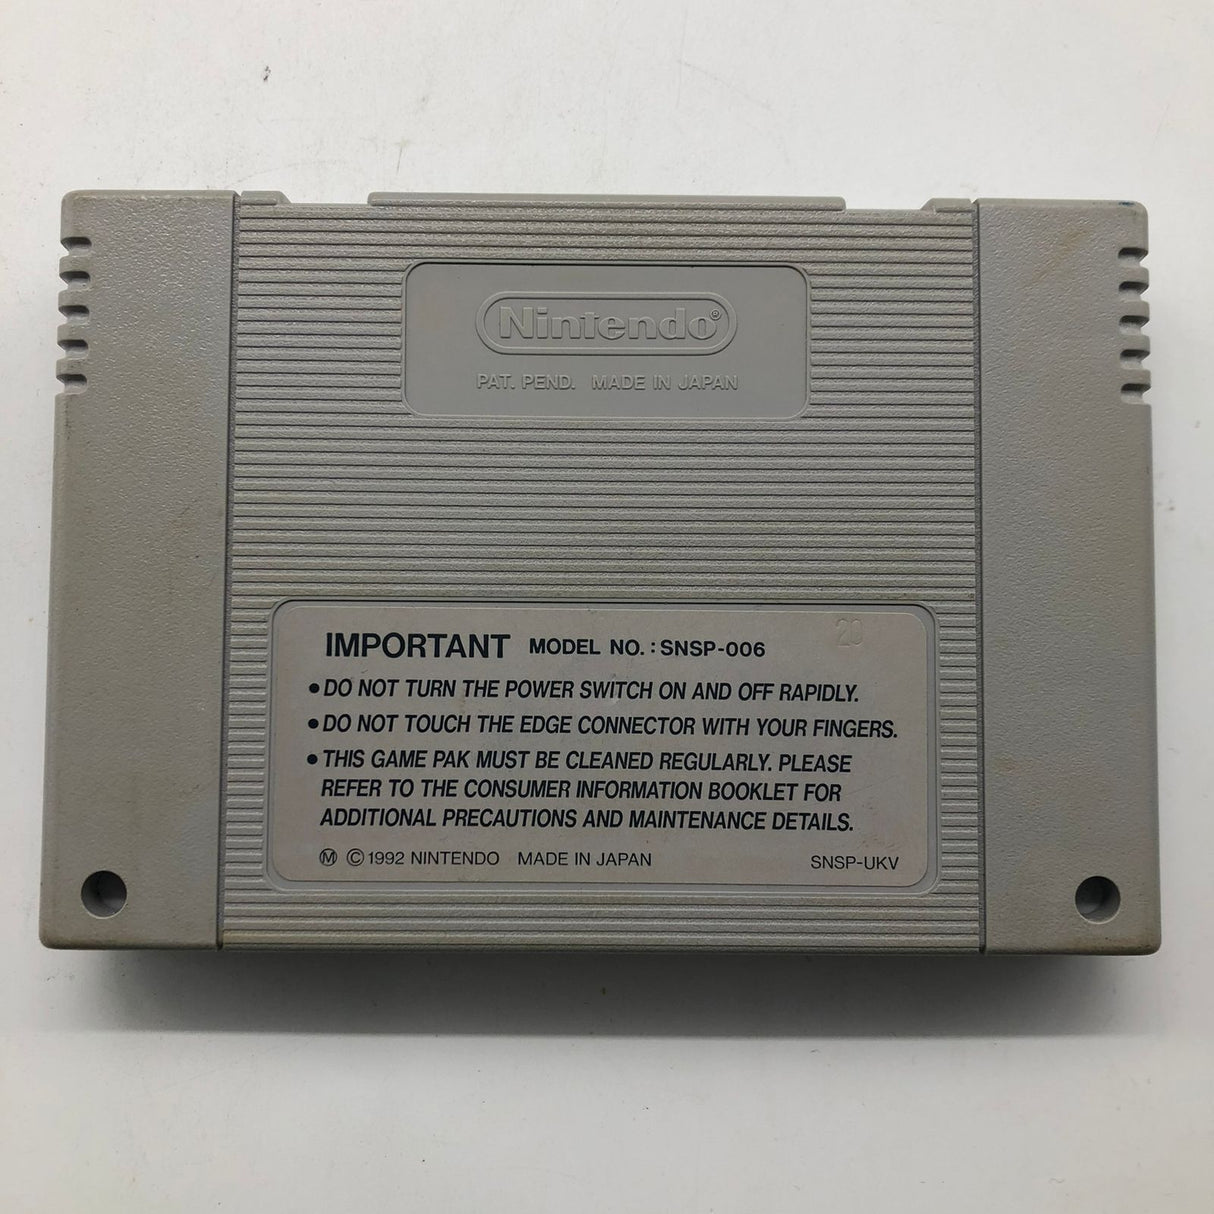 Nintendo®
PAT. PEND. MADE IN JAPAN
20
IMPORTANT MODEL NO.: SNSP-006
● DO NOT TURN THE POWER SWITCH ON AND OFF RAPIDLY.
● DO NOT TOUCH THE EDGE CONNECTOR WITH YOUR FINGERS.
● THIS GAME PAK MUST BE CLEANED REGULARLY. PLEASE
REFER TO THE CONSUMER INFORMATION BOOKLET FOR
ADDITIONAL PRECAUTIONS AND MAINTENANCE DETAILS.
Ⓜ ©1992 NINTENDO MADE IN JAPAN SNSP-UKV